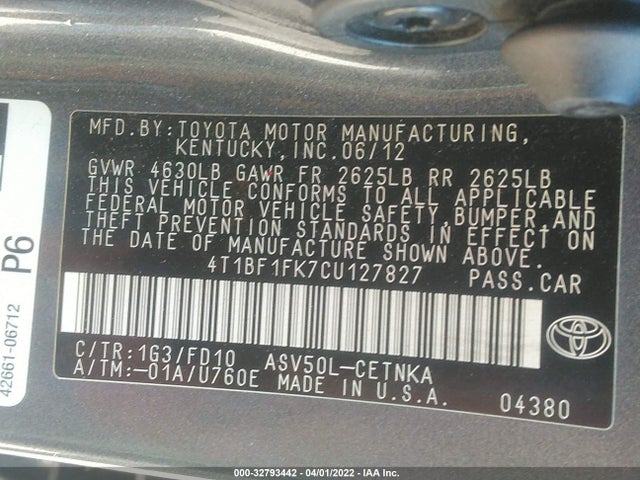 MFD.BY:TOYOTA MOTOR MANUFACTURING,
KENTUCKY, INC.06/12
GVWR 4630LB GAWR FR 2625LB RR 2625LB
THIS VEHICLE CONFORMS TO ALL APPLICABLE
FEDERAL MOTOR VEHICLE SAFETY,BUMPER,AND
THEFT PREVENTION STANDARDS IN EFFECT ON
THE DATE OF MANUFACTURE SHOWN ABOVE.
4T1BF1FK7CU127827 PASS.CAR
C/TR:1G3/FD10 ASV50L-CETNKA
A/TM:-01A/U760E MADE IN U.S.A.
04380
42661-06712 P6
000-32793442 - 04/01/2022 - IAA Inc.